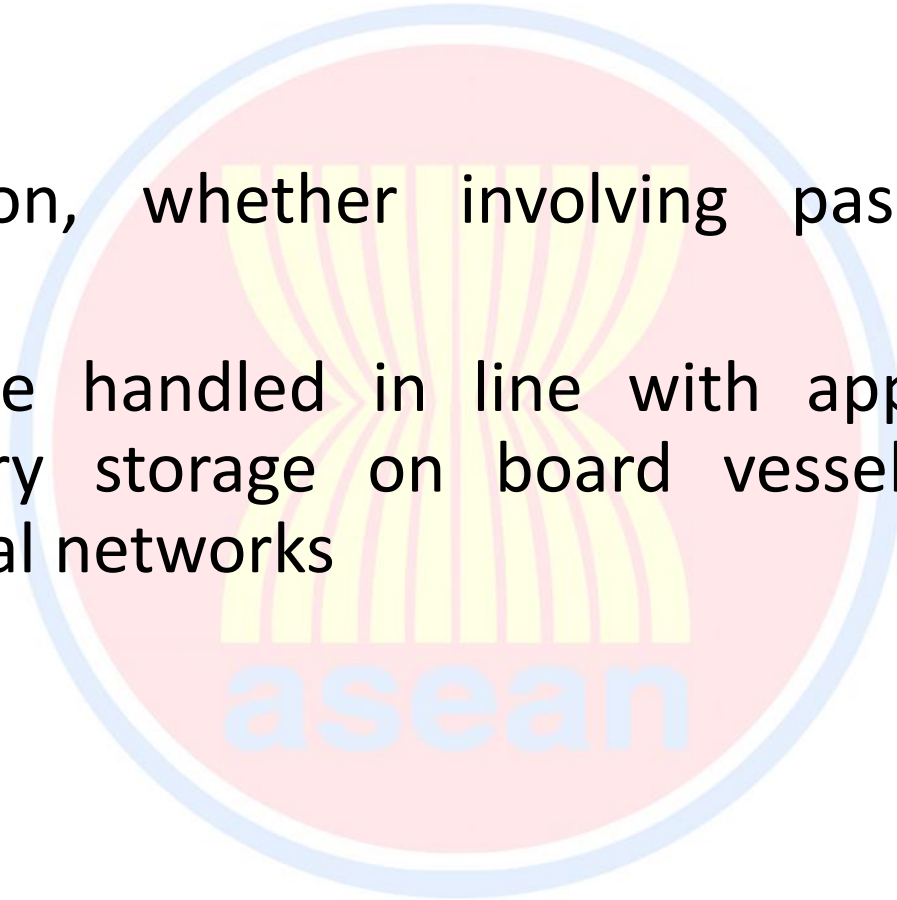 on, whether involving pas
e handled in line with app
ry storage on board vessel
al networks
asean